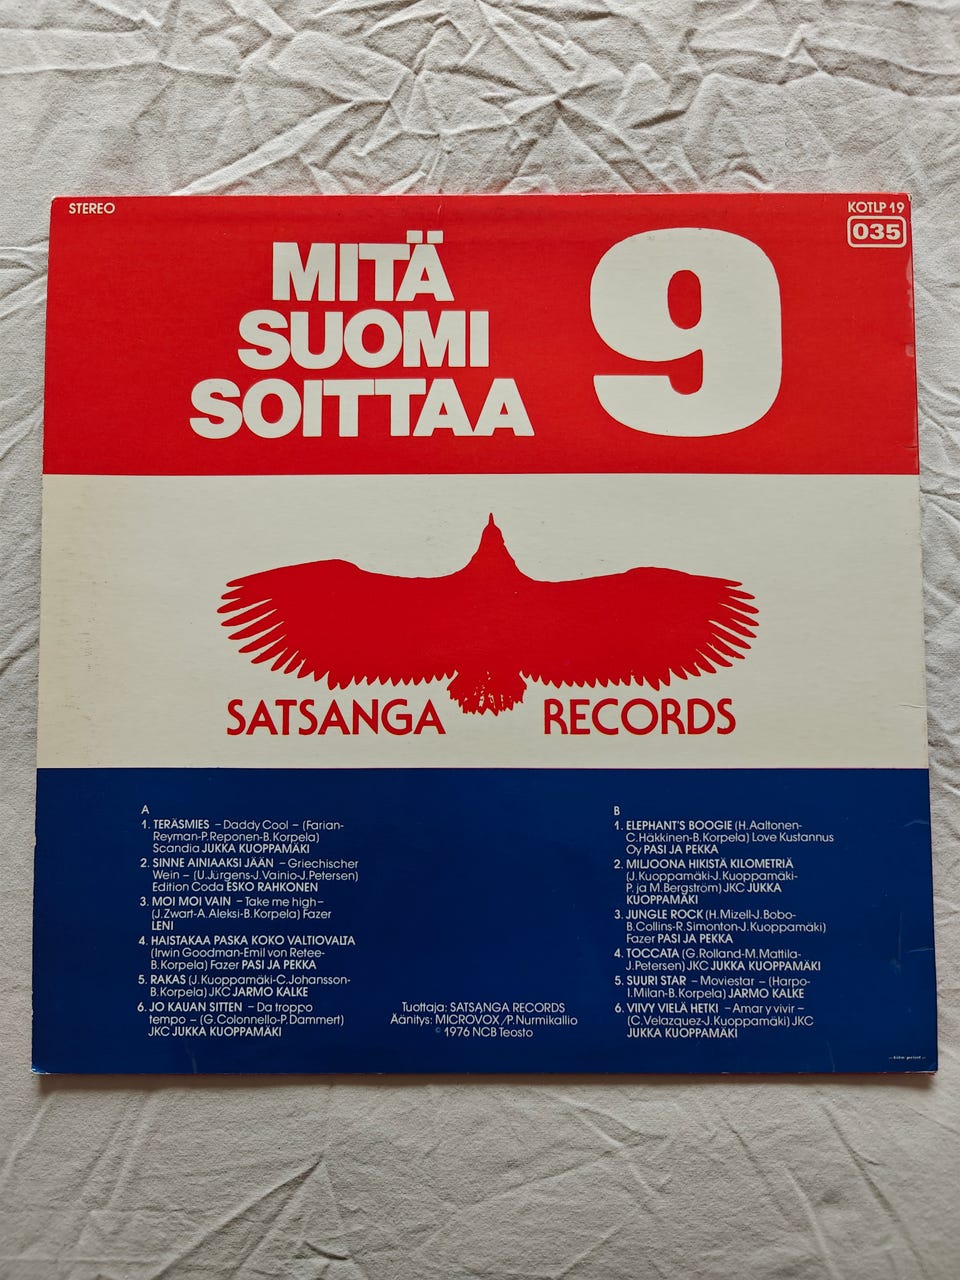 STEREO
KOTLP 19
035
MITÄ
SUOMI
SOITTAA
9
SATSANGA RECORDS
A
1. TERÄSMIES – Daddy Cool – (Farian-
Reyman-P.Reponen-B.Korpela)
Scandia JUKKA KUOPPAMÄKI
2. SINNE AINIAAKSI JÄÄN – Griechischer
Wein – (U.Jürgens-J.Vainio-J.Petersen)
Edition Coda ESKO RAHKONEN
3. MOI MOI VAIN – Take me high –
(J.Zwart-A.Aleksi-B.Korpela) Fazer
LENI
4. HAISTAKAA PASKA KOKO VALTIOVALTA
(Irwin Goodman-Emil von Retee-
B.Korpela) Fazer PASI JA PEKKA
5. RAKAS (J.Kuoppamäki-C.Johansson-
B.Korpela) JKC JARMO KALKE
6. JO KAUAN SITTEN – Da troppo
tempo – (G. Colonnello-P.Dammert)
JKC JUKKA KUOPPAMÄKI
Tuottaja: SATSANGA RECORDS
Äänitys: MICROVOX /P.Nurmikallio
© 1976 NCB Teosto
B
1. ELEPHANT'S BOOGIE (H.Aaltonen-
C.Häkkinen-B.Korpela) Love Kustannus
Oy PASI JA PEKKA
2. MILJOONA HIKISTÄ KILOMETRIÄ
(J.Kuoppamäki-J.Kuoppamäki-
P. ja M.Bergström) JKC JUKKA
KUOPPAMÄKI
3. JUNGLE ROCK (H.Mizell-J.Bobo-
B.Collins-R.Simonton-J.Kuoppamäki)
Fazer PASI JA PEKKA
4. TOCCATA (G.Rolland-M.Mattila-
J.Petersen) JKC JUKKA KUOPPAMÄKI
5. SUURI STAR – Moviestar – (Harpo-
I.Milan-B.Korpela) JARMO KALKE
6. VIIVY VIELÄ HETKI – Amar y vivir –
(C.Velazquez-J.Kuoppamäki) JKC
JUKKA KUOPPAMÄKI